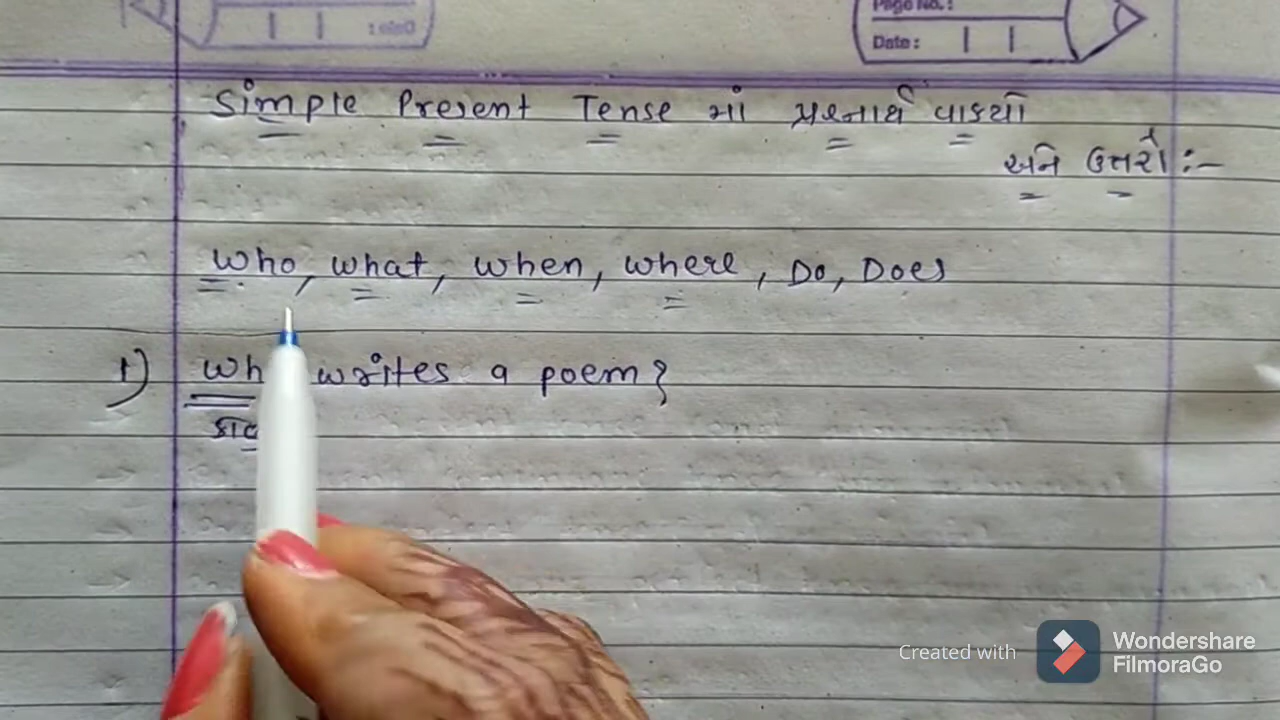 Page No.:
Date:
Simple Present Tense માં પ્રશ્નાર્થ વાક્યો
અને ઉત્તરો :-
Who, what, when, where, Do, Does
1) wh writes a poem?
Created with Wondershare FilmoraGo